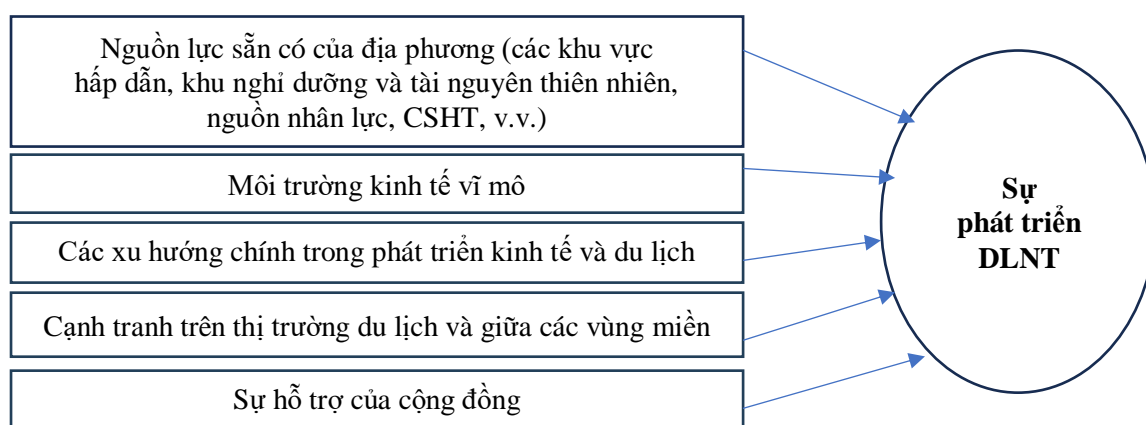 Nguồn lực sẵn có của địa phương (các khu vực
hấp dẫn, khu nghỉ dưỡng và tài nguyên thiên nhiên,
nguồn nhân lực, CSHT, v.v.)
Môi trường kinh tế vĩ mô
Các xu hướng chính trong phát triển kinh tế và du lịch
Cạnh tranh trên thị trường du lịch và giữa các vùng miền
Sự hỗ trợ của cộng đồng
Sự
phát triển
DLNT